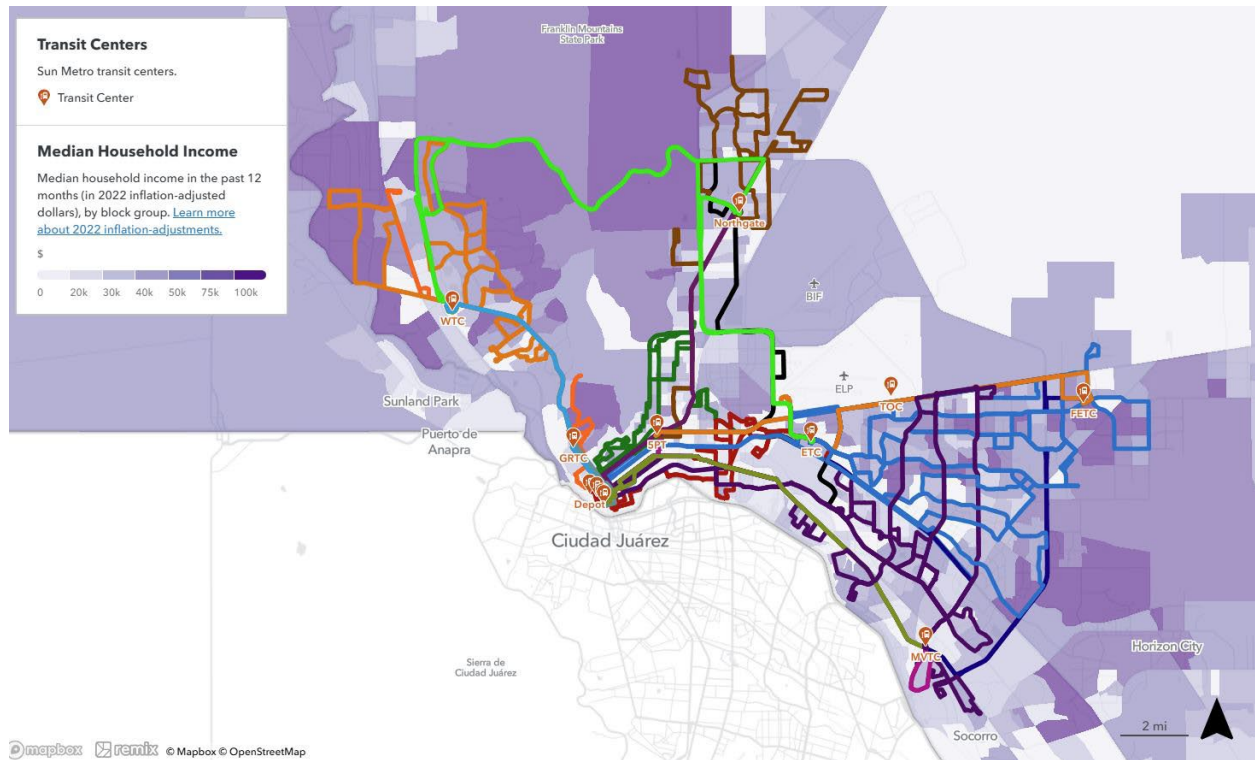 Transit Centers
Sun Metro transit centers.
Transit Center
Median Household Income
Median household income in the past 12
months (in 2022 inflation-adjusted
dollars), by block group. Learn more
about 2022 inflation-adjustments.
$
0 20k 30k 40k 50k 75k 100k
Franklin Mountains
State Park
Northgate
BIF
WTC
ELP
TOC
FETC
Sunland Park
Puerto de
Anapra
GRTC
5PT
ETC
Depot
Ciudad Juárez
MVTC
Horizon City
Sierra de
Ciudad Juárez
Socorro
2 mi
mapbox remix © Mapbox © OpenStreetMap